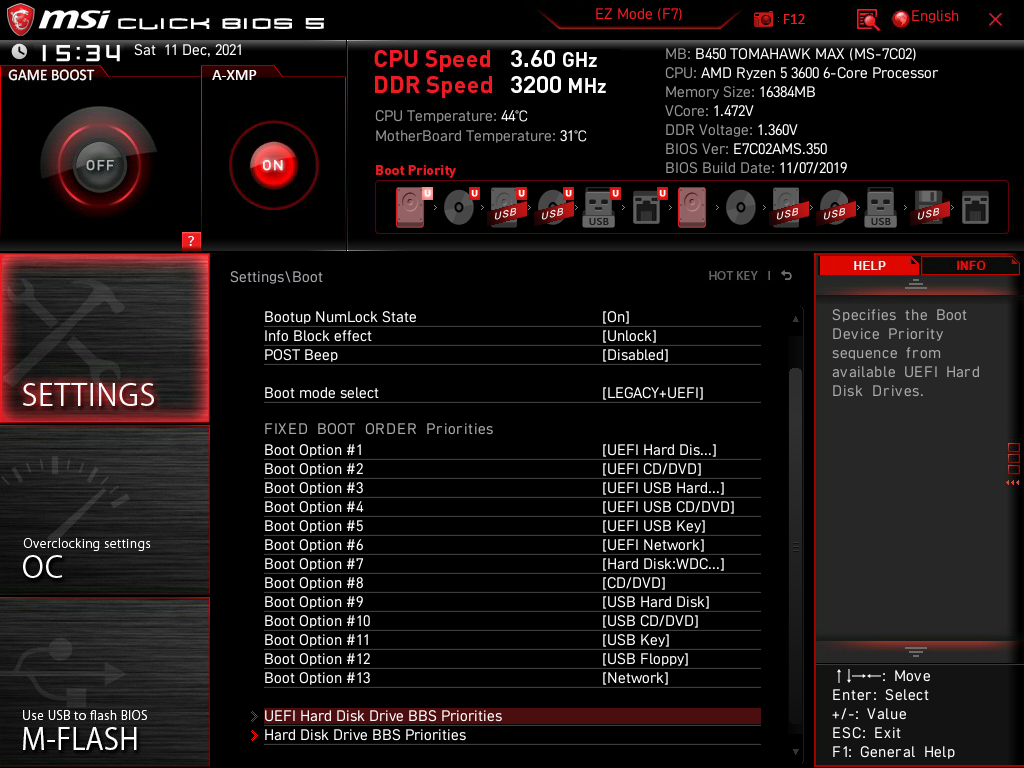 msi CLICK BIOS 5
EZ Mode (F7)
: F12
English
15:34 Sat 11 Dec, 2021
GAME BOOST
OFF
A-XMP
ON
?
CPU Speed 3.60 GHz
DDR Speed 3200 MHz
CPU Temperature: 44°C
MotherBoard Temperature: 31°C
MB: B450 TOMAHAWK MAX (MS-7C02)
CPU: AMD Ryzen 5 3600 6-Core Processor
Memory Size: 16384MB
VCore: 1.472V
DDR Voltage: 1.360V
BIOS Ver: E7C02AMS.350
BIOS Build Date: 11/07/2019
Boot Priority
U U U U U U
USB USB USB USB USB USB USB
SETTINGS
Overclocking settings
OC
Use USB to flash BIOS
M-FLASH
Settings\Boot
HOT KEY |
Bootup NumLock State [On]
Info Block effect [Unlock]
POST Beep [Disabled]
Boot mode select [LEGACY+UEFI]
FIXED BOOT ORDER Priorities
Boot Option #1 [UEFI Hard Dis...]
Boot Option #2 [UEFI CD/DVD]
Boot Option #3 [UEFI USB Hard...]
Boot Option #4 [UEFI USB CD/DVD]
Boot Option #5 [UEFI USB Key]
Boot Option #6 [UEFI Network]
Boot Option #7 [Hard Disk:WDC...]
Boot Option #8 [CD/DVD]
Boot Option #9 [USB Hard Disk]
Boot Option #10 [USB CD/DVD]
Boot Option #11 [USB Key]
Boot Option #12 [USB Floppy]
Boot Option #13 [Network]
UEFI Hard Disk Drive BBS Priorities
Hard Disk Drive BBS Priorities
HELP
INFO
Specifies the Boot
Device Priority
sequence from
available UEFI Hard
Disk Drives.
↑↓→←: Move
Enter: Select
+/-: Value
ESC: Exit
F1: General Help